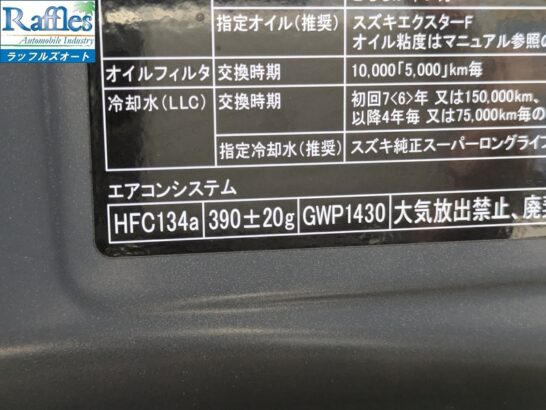 Raffles
Automobile Industry
ラッフルズオート
指定オイル（推奨）
スズキエクスターF
オイル粘度はマニュアル参照の
オイルフィルタ 交換時期 10,000「5,000」km毎
冷却水（LLC） 交換時期 初回7<6>年 又は150,000km、
以降4年毎 又は75,000km毎の
指定冷却水（推奨） スズキ純正スーパーロングライフ
エアコンシステム
HFC134a 390±20g GWP1430 大気放出禁止、廃